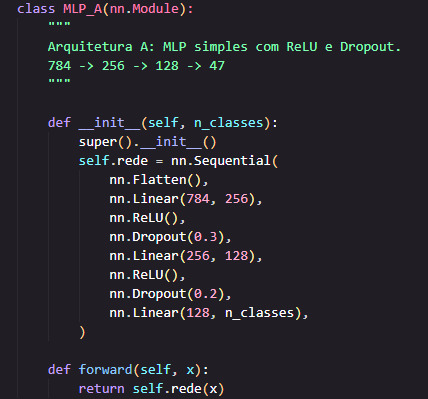 class MLP_A(nn.Module):
    """
    Arquitetura A: MLP simples com ReLU e Dropout.
    784 -> 256 -> 128 -> 47
    """

    def __init__(self, n_classes):
        super().__init__()
        self.rede = nn.Sequential(
            nn.Flatten(),
            nn.Linear(784, 256),
            nn.ReLU(),
            nn.Dropout(0.3),
            nn.Linear(256, 128),
            nn.ReLU(),
            nn.Dropout(0.2),
            nn.Linear(128, n_classes),
        )

    def forward(self, x):
        return self.rede(x)